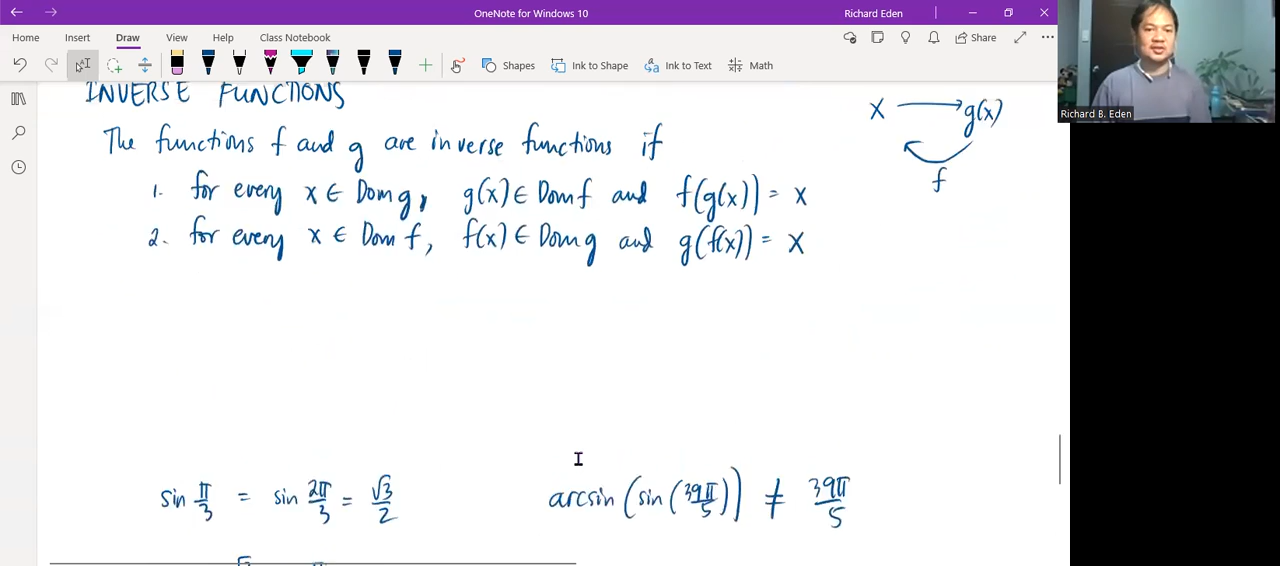 OneNote for Windows 10
Richard Eden
Home Insert Draw View Help Class Notebook
Share
Shapes Ink to Shape Ink to Text Math
INVERSE FUNCTIONS
The functions f and g are inverse functions if
1. for every x ∈ Dom g, g(x) ∈ Dom f and f(g(x)) = x
2. for every x ∈ Dom f, f(x) ∈ Dom g and g(f(x)) = x
x → g(x)
f
Richard B. Eden
sin π/3 = sin 2π/3 = √3/2
arcsin(sin(39π/5)) ≠ 39π/5